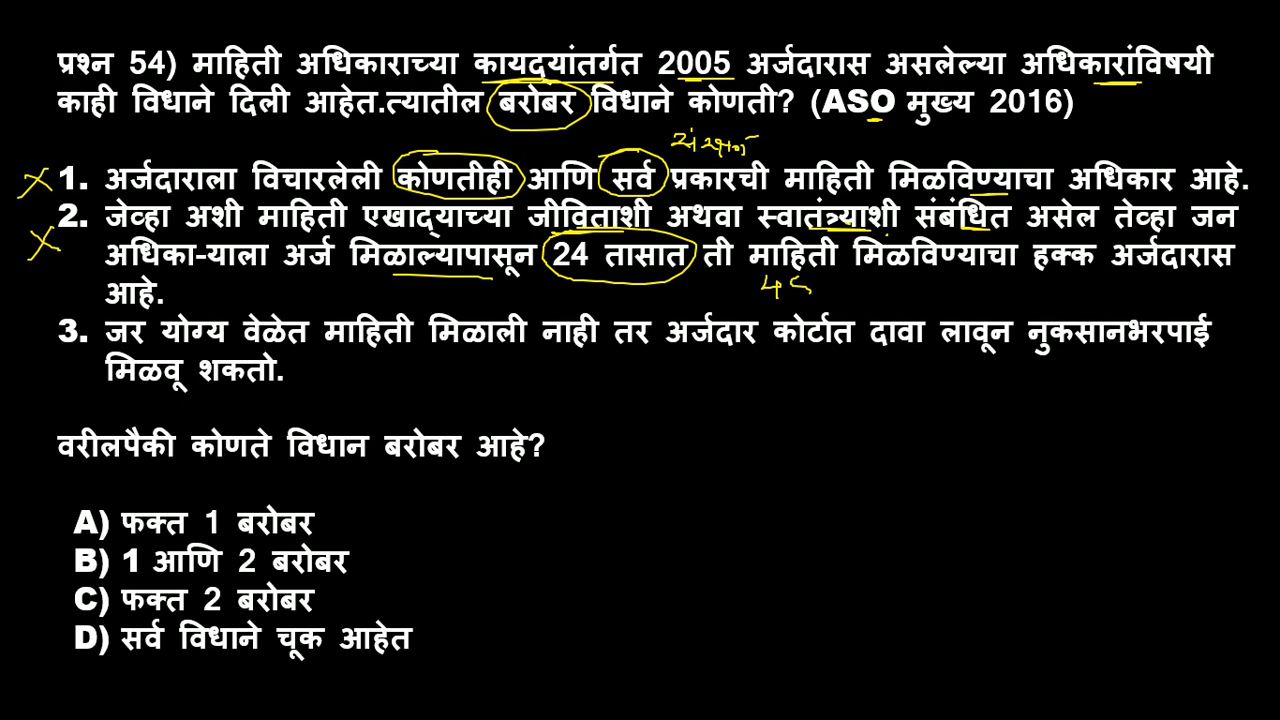 प्रश्न 54) माहिती अधिकाराच्या कायद्यांतर्गत 2005 अर्जदारास असलेल्या अधिकारांविषयी
काही विधाने दिली आहेत.त्यातील बरोबर विधाने कोणती? (ASO मुख्य 2016)
संरक्षण
1. अर्जदाराला विचारलेली कोणतीही आणि सर्व प्रकारची माहिती मिळविण्याचा अधिकार आहे.
2. जेव्हा अशी माहिती एखाद्‌याच्या जीविताशी अथवा स्वातंत्र्याशी संबंधित असेल तेव्हा जन
अधिका-याला अर्ज मिळाल्यापासून 24 तासात ती माहिती मिळविण्याचा हक्क अर्जदारास
आहे.
४८
3. जर योग्य वेळेत माहिती मिळाली नाही तर अर्जदार कोर्टात दावा लावून नुकसानभरपाई
मिळवू शकतो.
वरीलपैकी कोणते विधान बरोबर आहे?
A) फक्त 1 बरोबर
B) 1 आणि 2 बरोबर
C) फक्त 2 बरोबर
D) सर्व विधाने चूक आहेत